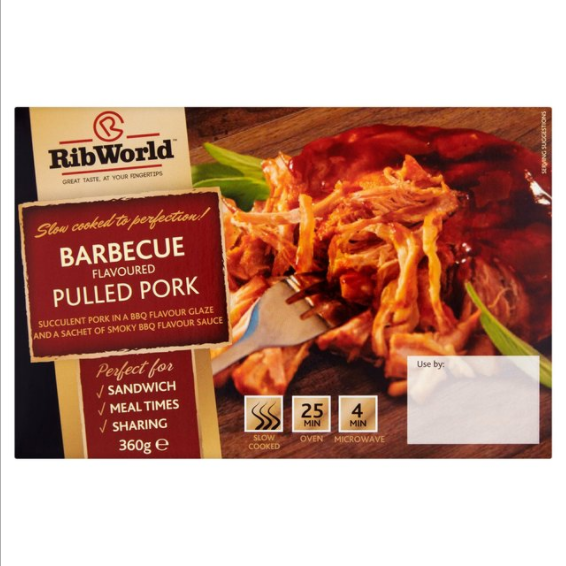 RibWorld™
GREAT TASTE, AT YOUR FINGERTIPS
Slow cooked to perfection!
BARBECUE
FLAVOURED
PULLED PORK
SUCCULENT PORK IN A BBQ FLAVOUR GLAZE
AND A SACHET OF SMOKY BBQ FLAVOUR SAUCE
Perfect for
√ SANDWICH
√ MEAL TIMES
√ SHARING
360g ℮
SLOW
COOKED
25
MIN
OVEN
4
MIN
MICROWAVE
Use by:
SERVING SUGGESTIONS